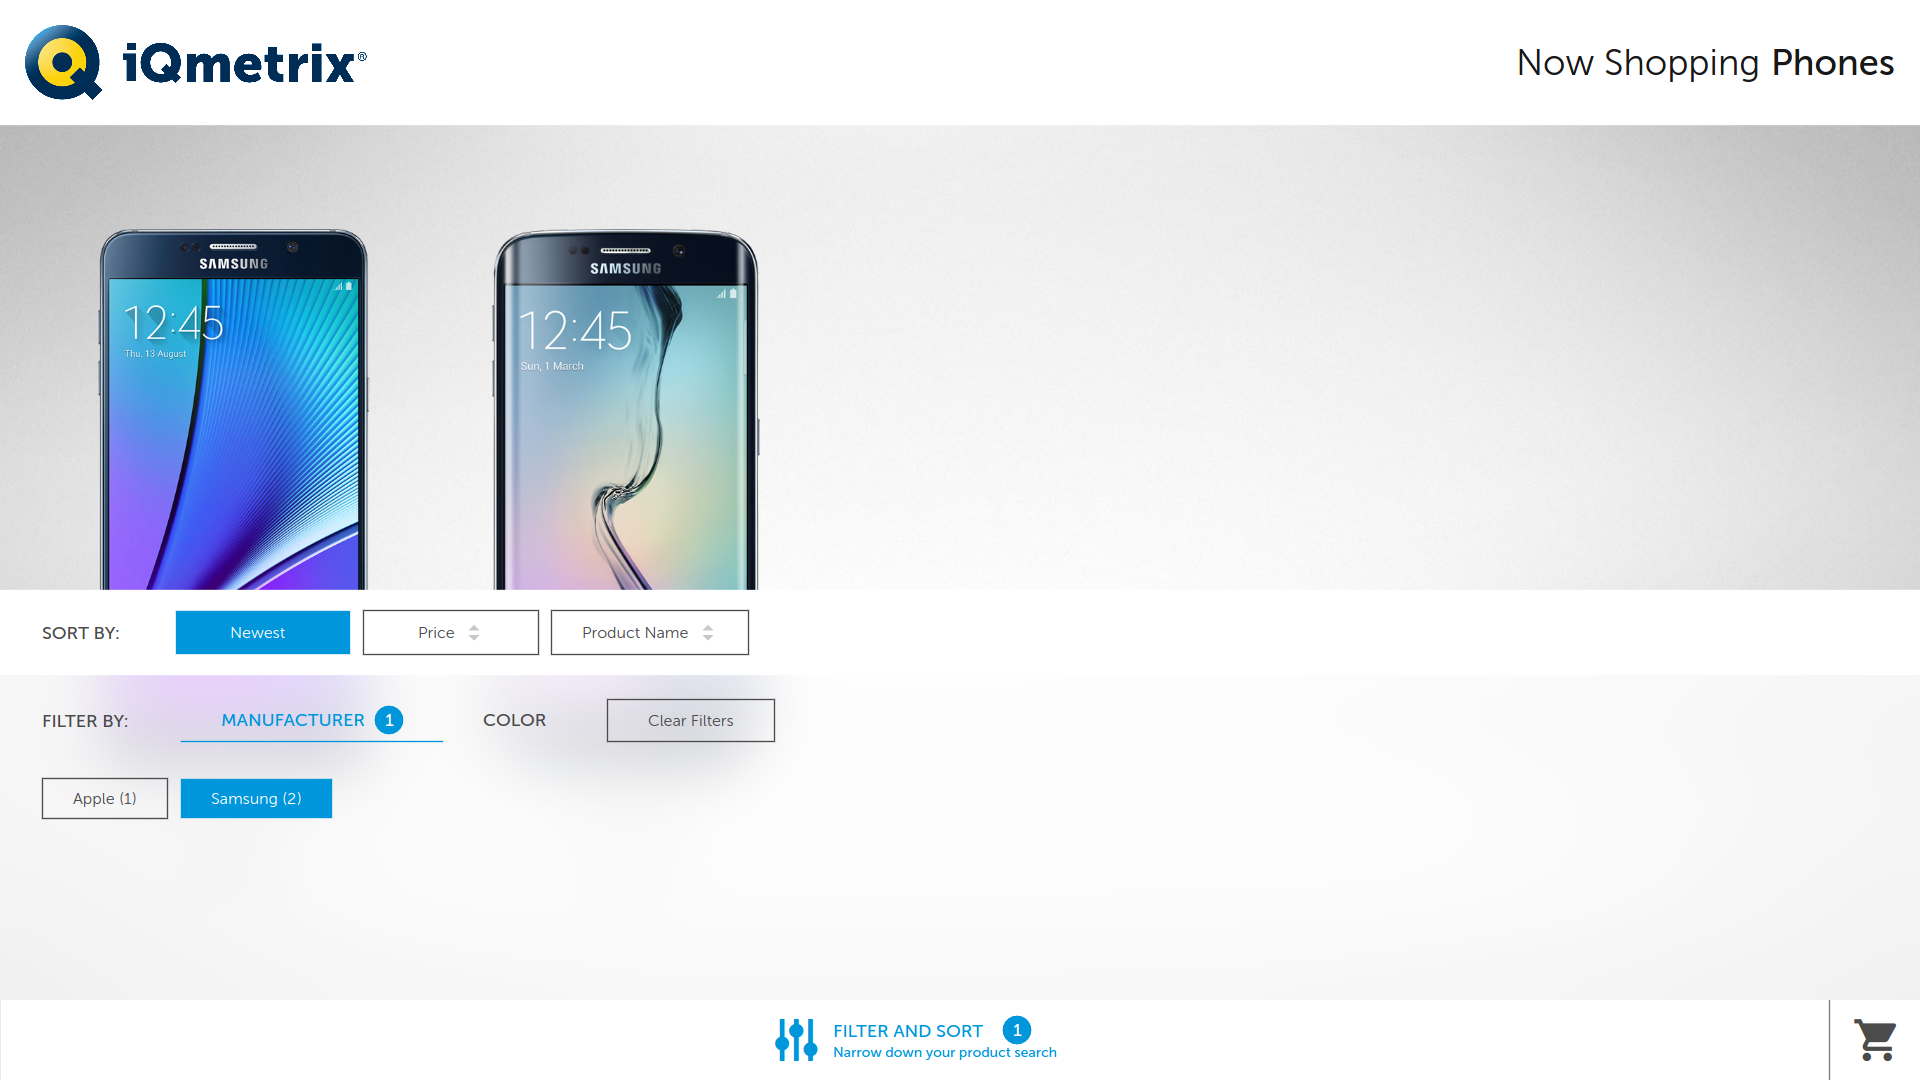 iQmetrix®
Now Shopping Phones
SAMSUNG
12:45
Thu, 13 August
SAMSUNG
12:45
Sun, 1 March
SORT BY:
Newest
Price
Product Name
FILTER BY:
MANUFACTURER 1
COLOR
Clear Filters
Apple (1)
Samsung (2)
FILTER AND SORT 1
Narrow down your product search